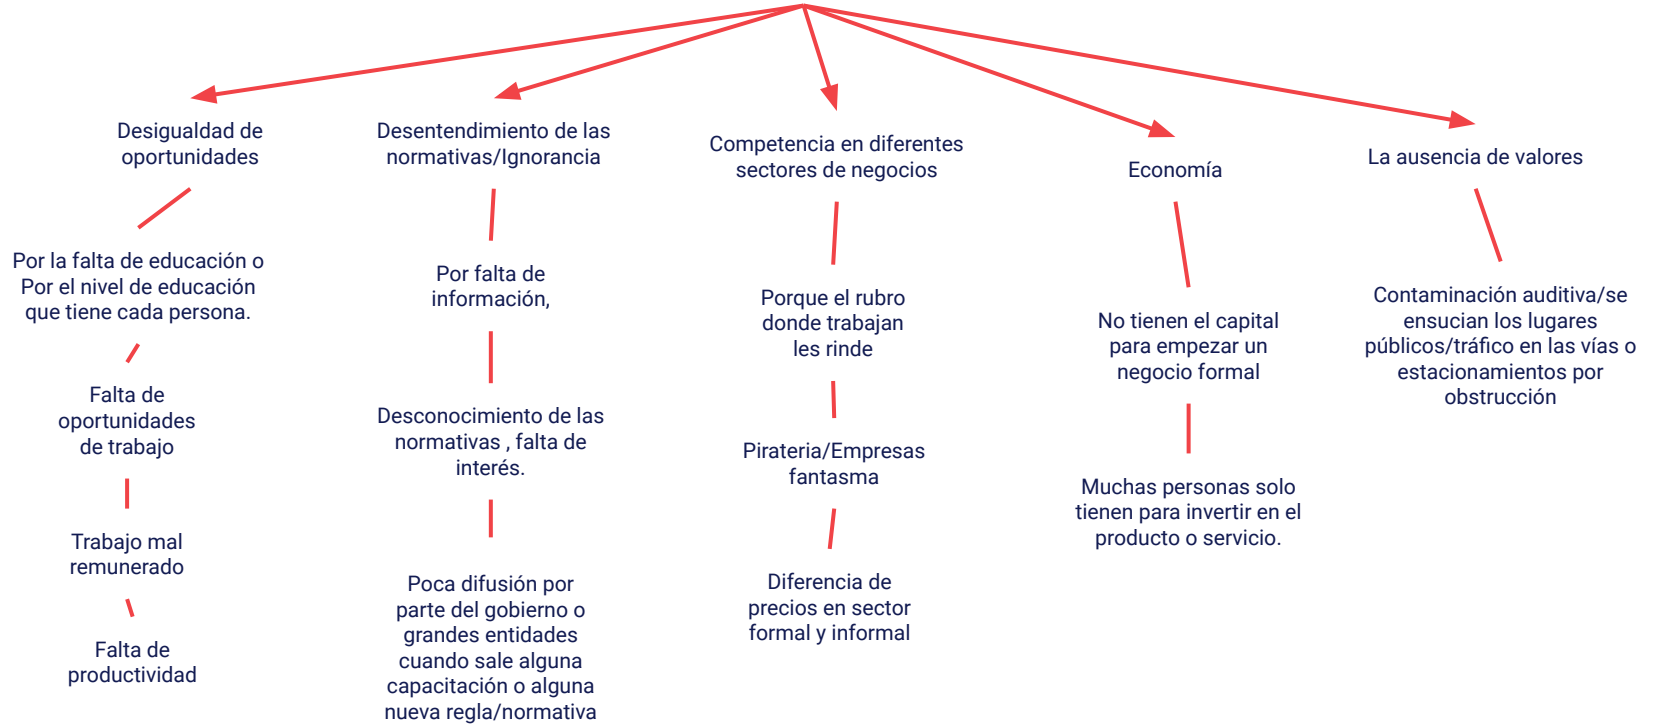 Desigualdad de
oportunidades
Por la falta de educación o
Por el nivel de educación
que tiene cada persona.
Falta de
oportunidades
de trabajo
Trabajo mal
remunerado
Falta de
productividad
Desentendimiento de las
normativas/Ignorancia
Por falta de
información,
Desconocimiento de las
normativas , falta de
interés.
Poca difusión por
parte del gobierno o
grandes entidades
cuando sale alguna
capacitación o alguna
nueva regla/normativa
Competencia en diferentes
sectores de negocios
Porque el rubro
donde trabajan
les rinde
Pirateria/Empresas
fantasma
Diferencia de
precios en sector
formal y informal
Economía
No tienen el capital
para empezar un
negocio formal
Muchas personas solo
tienen para invertir en el
producto o servicio.
La ausencia de valores
Contaminación auditiva/se
ensucian los lugares
públicos/tráfico en las vías o
estacionamientos por
obstrucción